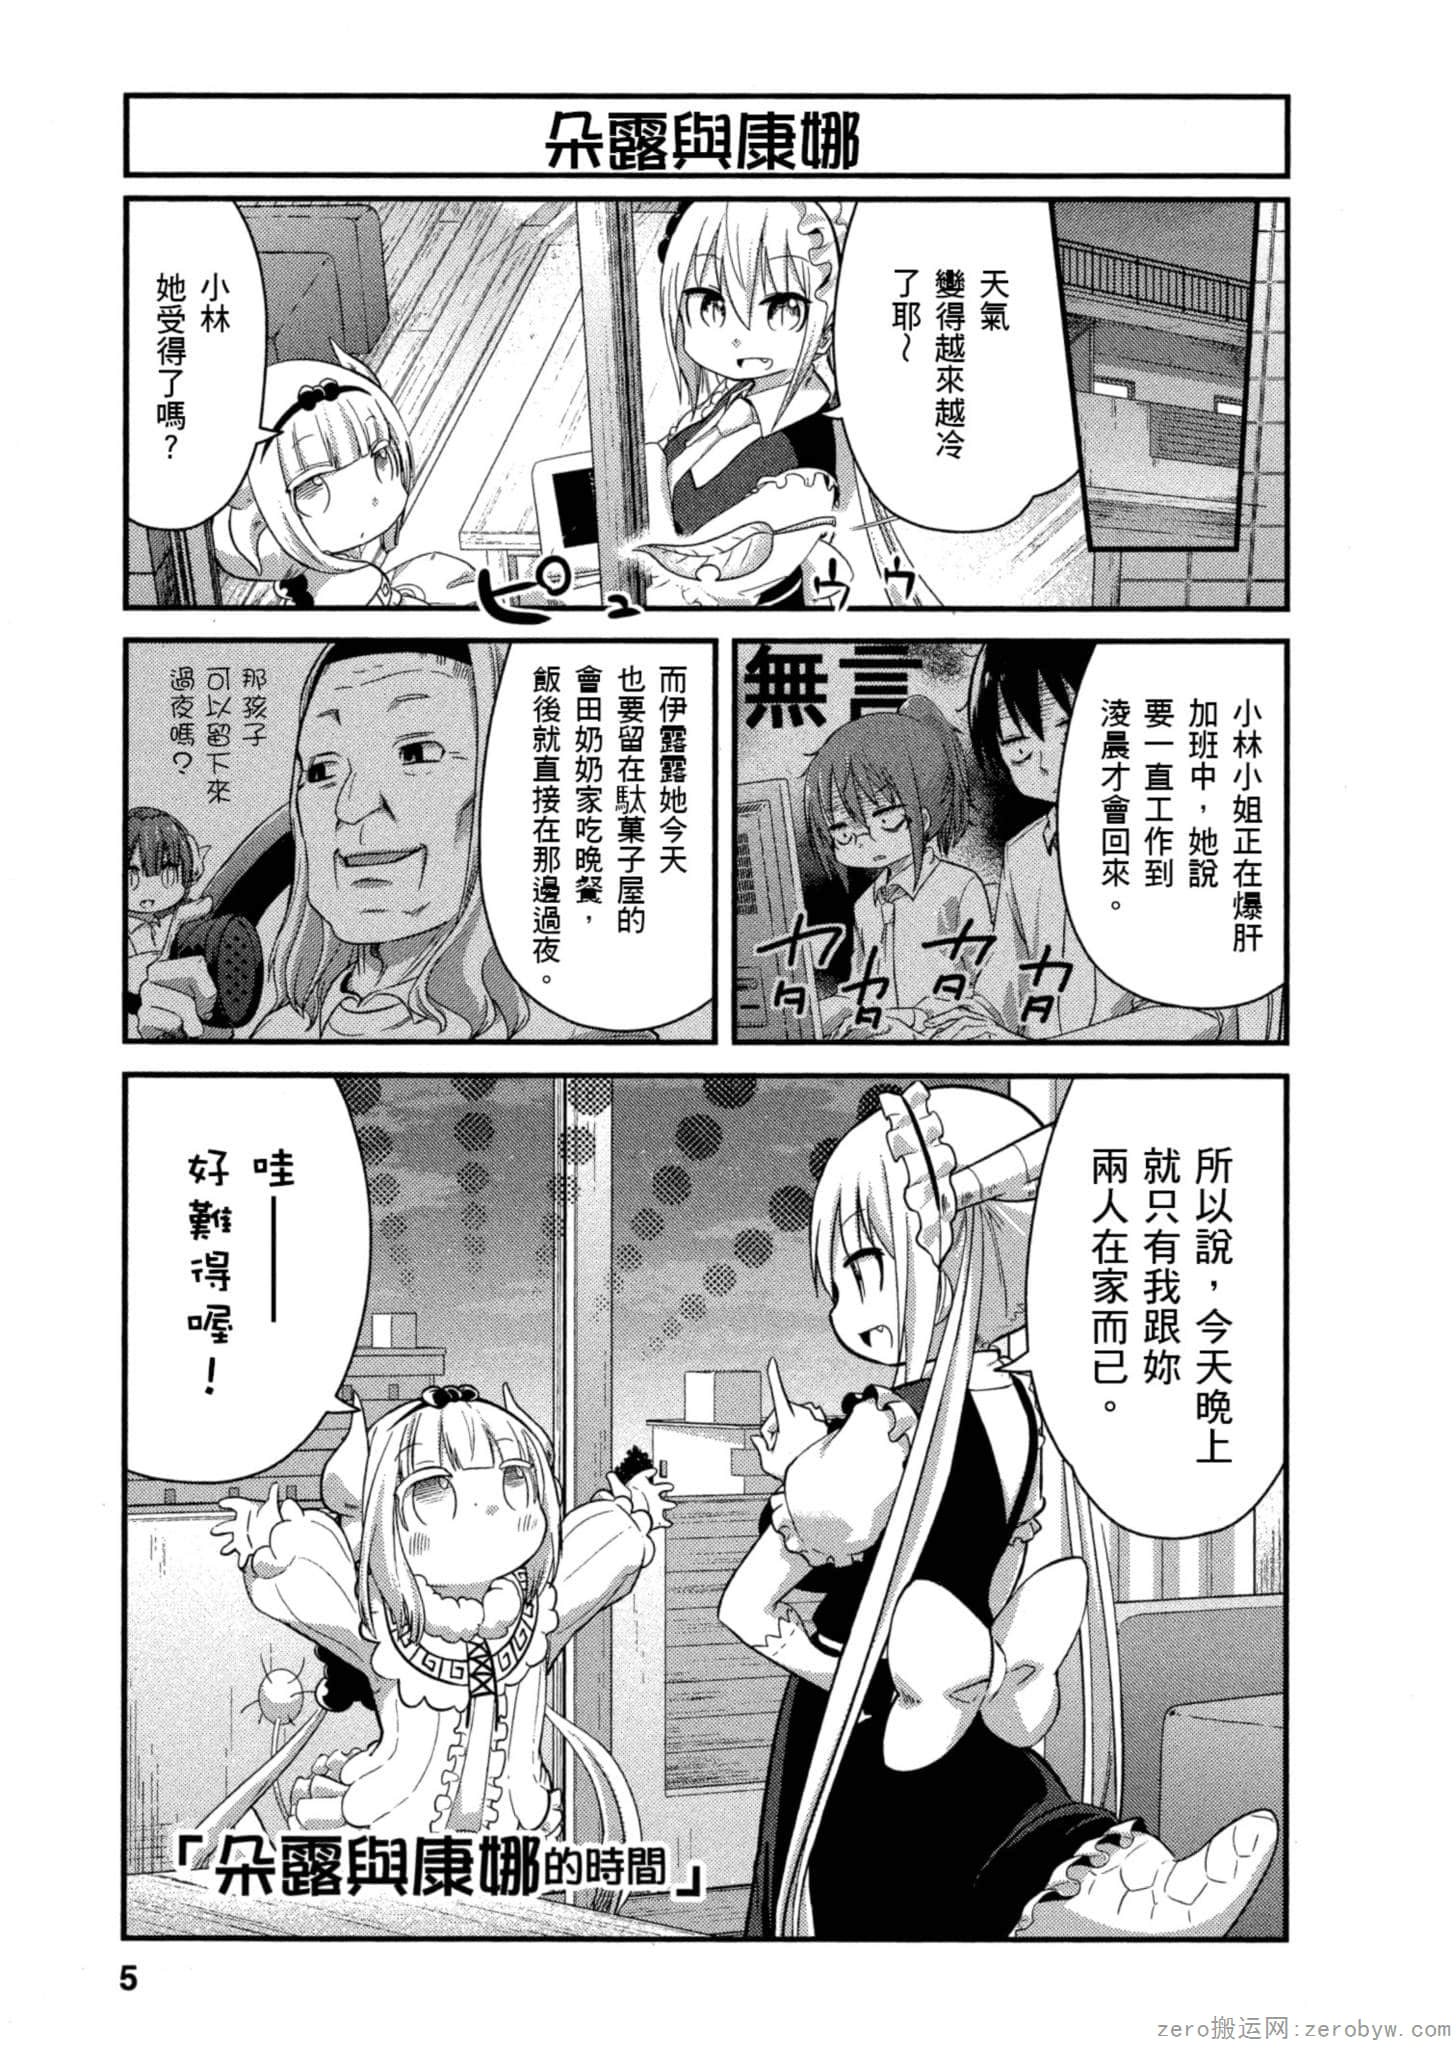 朵露與康娜
天氣
變得越來越冷
了耶～
小林
她受得了嗎？
ピュ
ウウ
小林小姐正在爆肝
加班中，她說
要一直工作到
淩晨才會回來。
無言
カタ
カタ
カタ
カタ
而伊露露她今天
也要留在馱菓子屋的
會田奶奶家吃晚餐，
飯後就直接在那邊過夜。
那孩子
可以留下來
過夜嗎？
所以說，今天晚上
就只有我跟妳
兩人在家而已。
哇——
好難得喔！
「朵露與康娜的時間」
5
zero搬运网:zerobyw.com